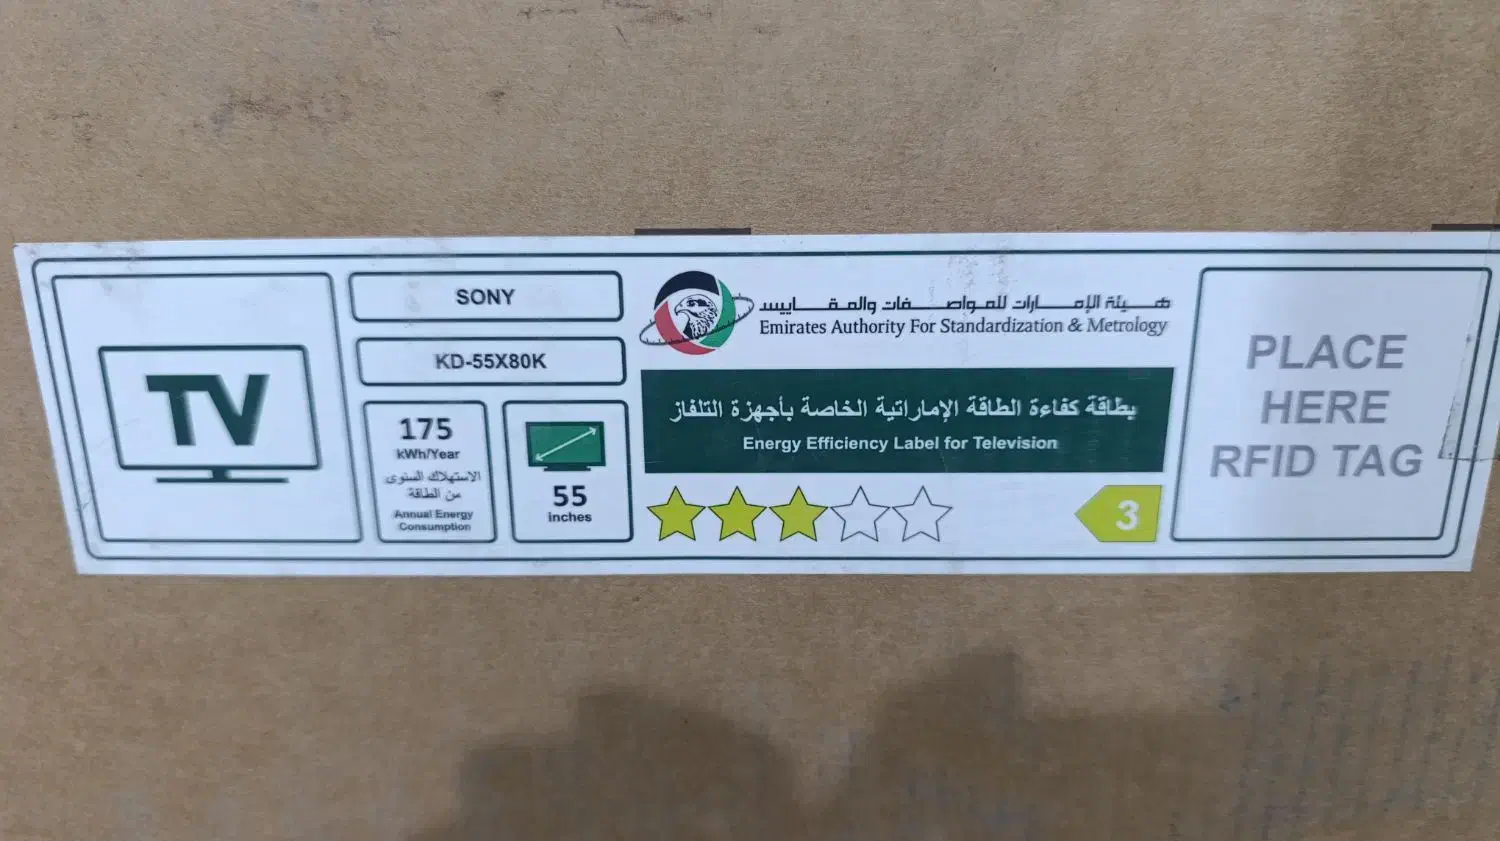 TV
SONY
KD-55X80K
175
kWh/Year
الاستهلاك السنوى
من الطاقة
Annual Energy
Consumption
55
inches
هيئة الإمارات للمواصفات والمقاييس
Emirates Authority For Standardization & Metrology
بطاقة كفاءة الطاقة الإماراتية الخاصة بأجهزة التلفاز
Energy Efficiency Label for Television
3
PLACE
HERE
RFID TAG